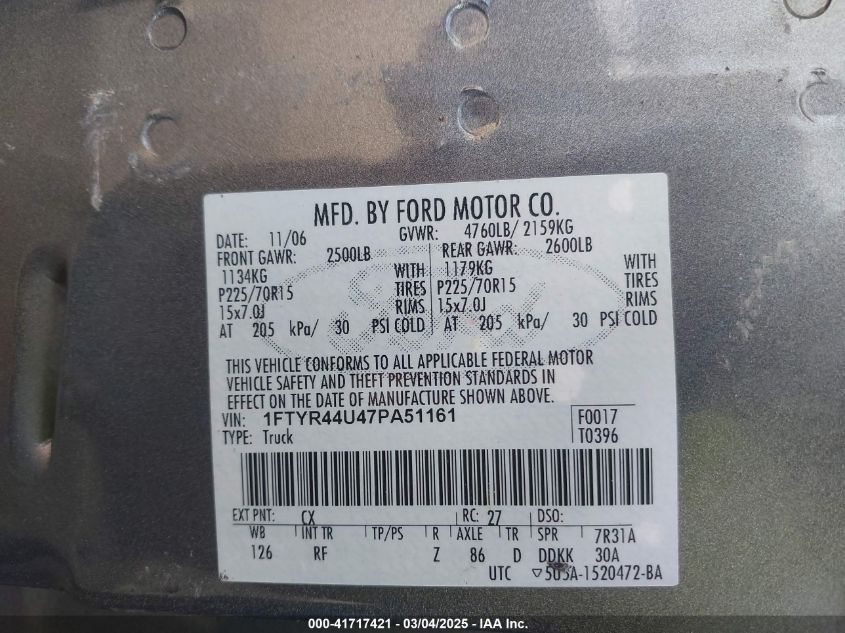 MFD. BY FORD MOTOR CO.
DATE: 11/06 GVWR: 4760LB/ 2159KG
FRONT GAWR: 2500LB REAR GAWR: 2600LB
1134KG WITH 1179KG WITH
P225/70R15 TIRES P225/70R15 TIRES
15x7.0J RIMS 15x7.0J RIMS
AT 205 kPa/ 30 PSI COLD AT 205 kPa/ 30 PSI COLD
THIS VEHICLE CONFORMS TO ALL APPLICABLE FEDERAL MOTOR
VEHICLE SAFETY AND THEFT PREVENTION STANDARDS IN
EFFECT ON THE DATE OF MANUFACTURE SHOWN ABOVE.
VIN: 1FTYR44U47PA51161 F0017
TYPE: Truck T0396
EXT PNT: CX RC: 27 DSO:
WB INT TR TP/PS R AXLE TR SPR 7R31A
126 RF Z 86 D DDKK 30A
UTC ▽5U5A-1520472-BA
000-41717421 - 03/04/2025 - IAA Inc.